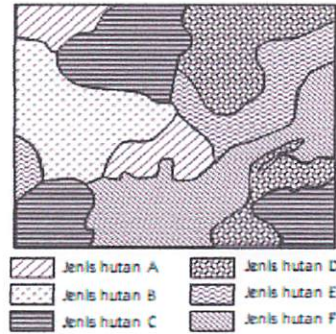 Jenis hutan A
Jenis hutan B
Jenis hutan C
Jenis hutan D
Jenis hutan E
Jenis hutan F